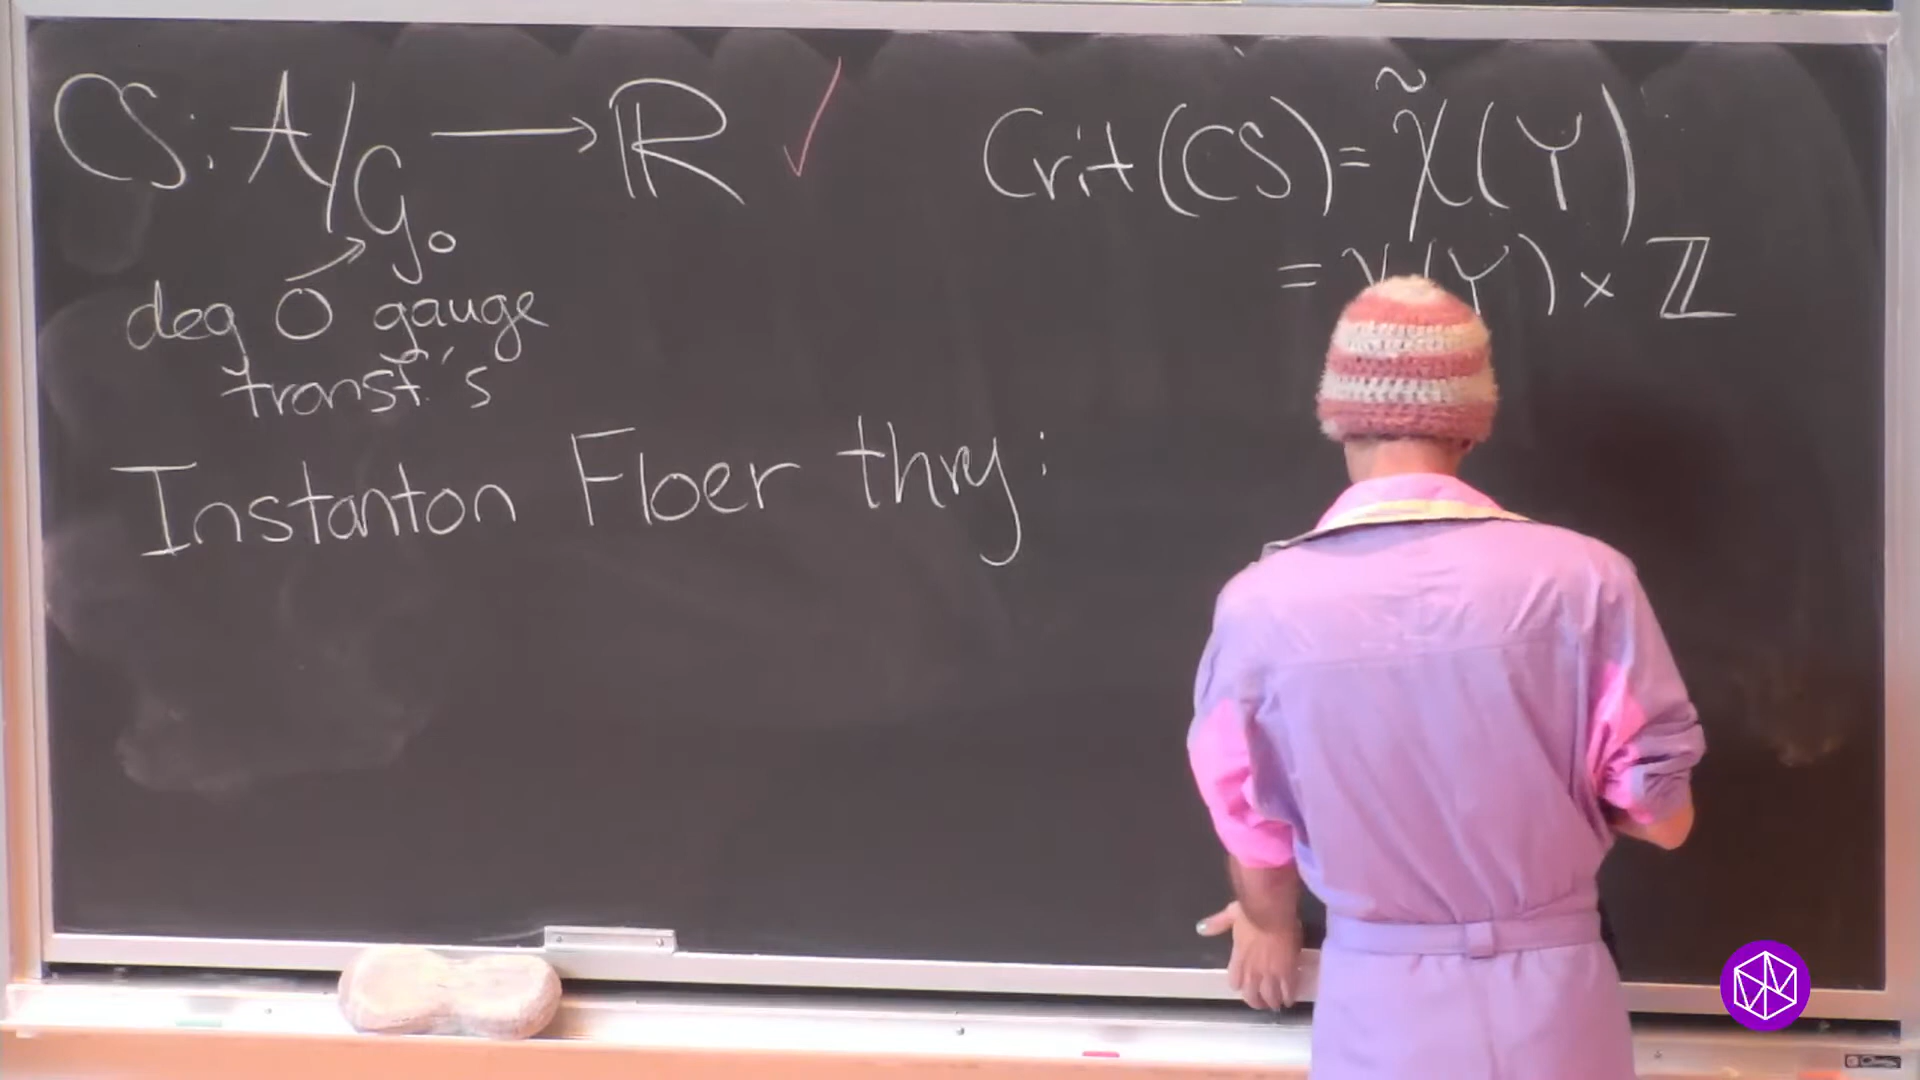 CS: A/G₀ ⟶ ℝ ✓
Crit(CS) = χ̃(Y)
= χ(Y) × ℤ
deg 0 gauge
transf.'s
Instanton Floer thry: